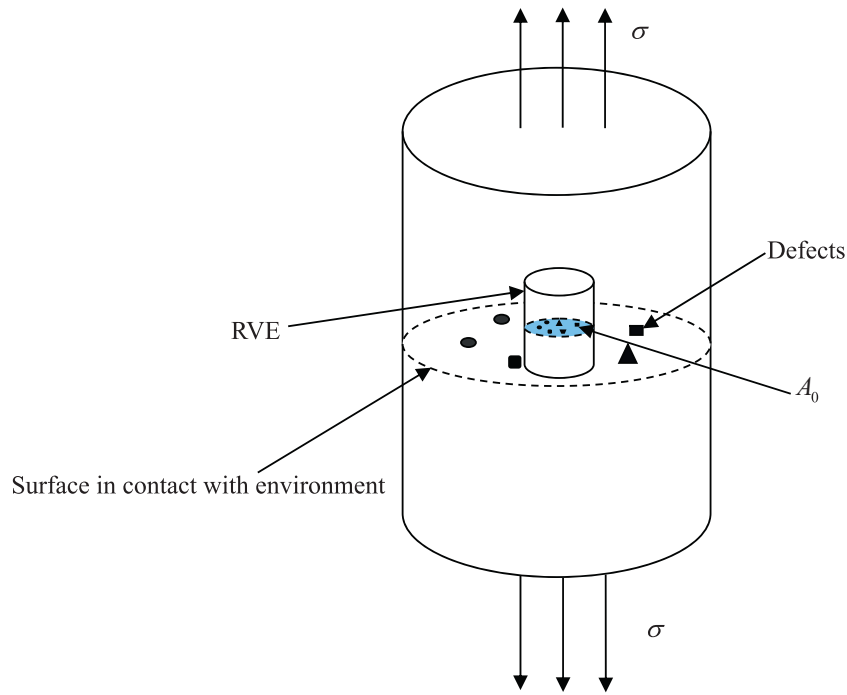 σ
Defects
RVE
A₀
Surface in contact with environment
σ